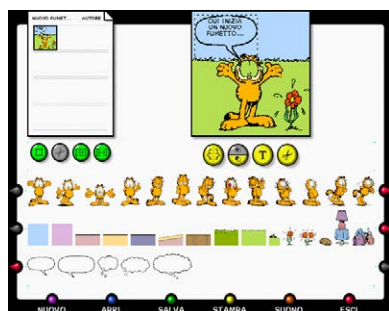 NUOVO FUMET... AUTORE
QUI INIZIA
UN NUOVO
FUMETTO...
T
NUOVO APRI SALVA STAMPA SUONO ESCI